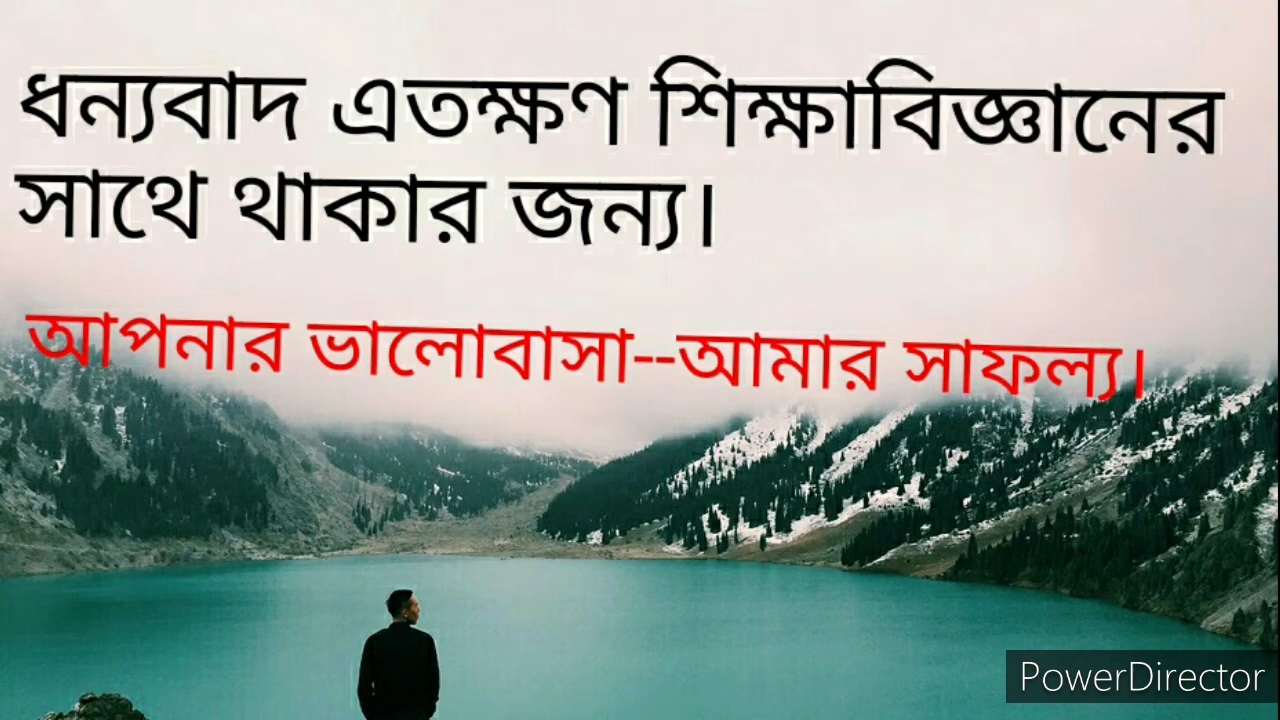 ধন্যবাদ এতক্ষণ শিক্ষাবিজ্ঞানের
সাথে থাকার জন্য।
আপনার ভালোবাসা--আমার সাফল্য।
PowerDirector